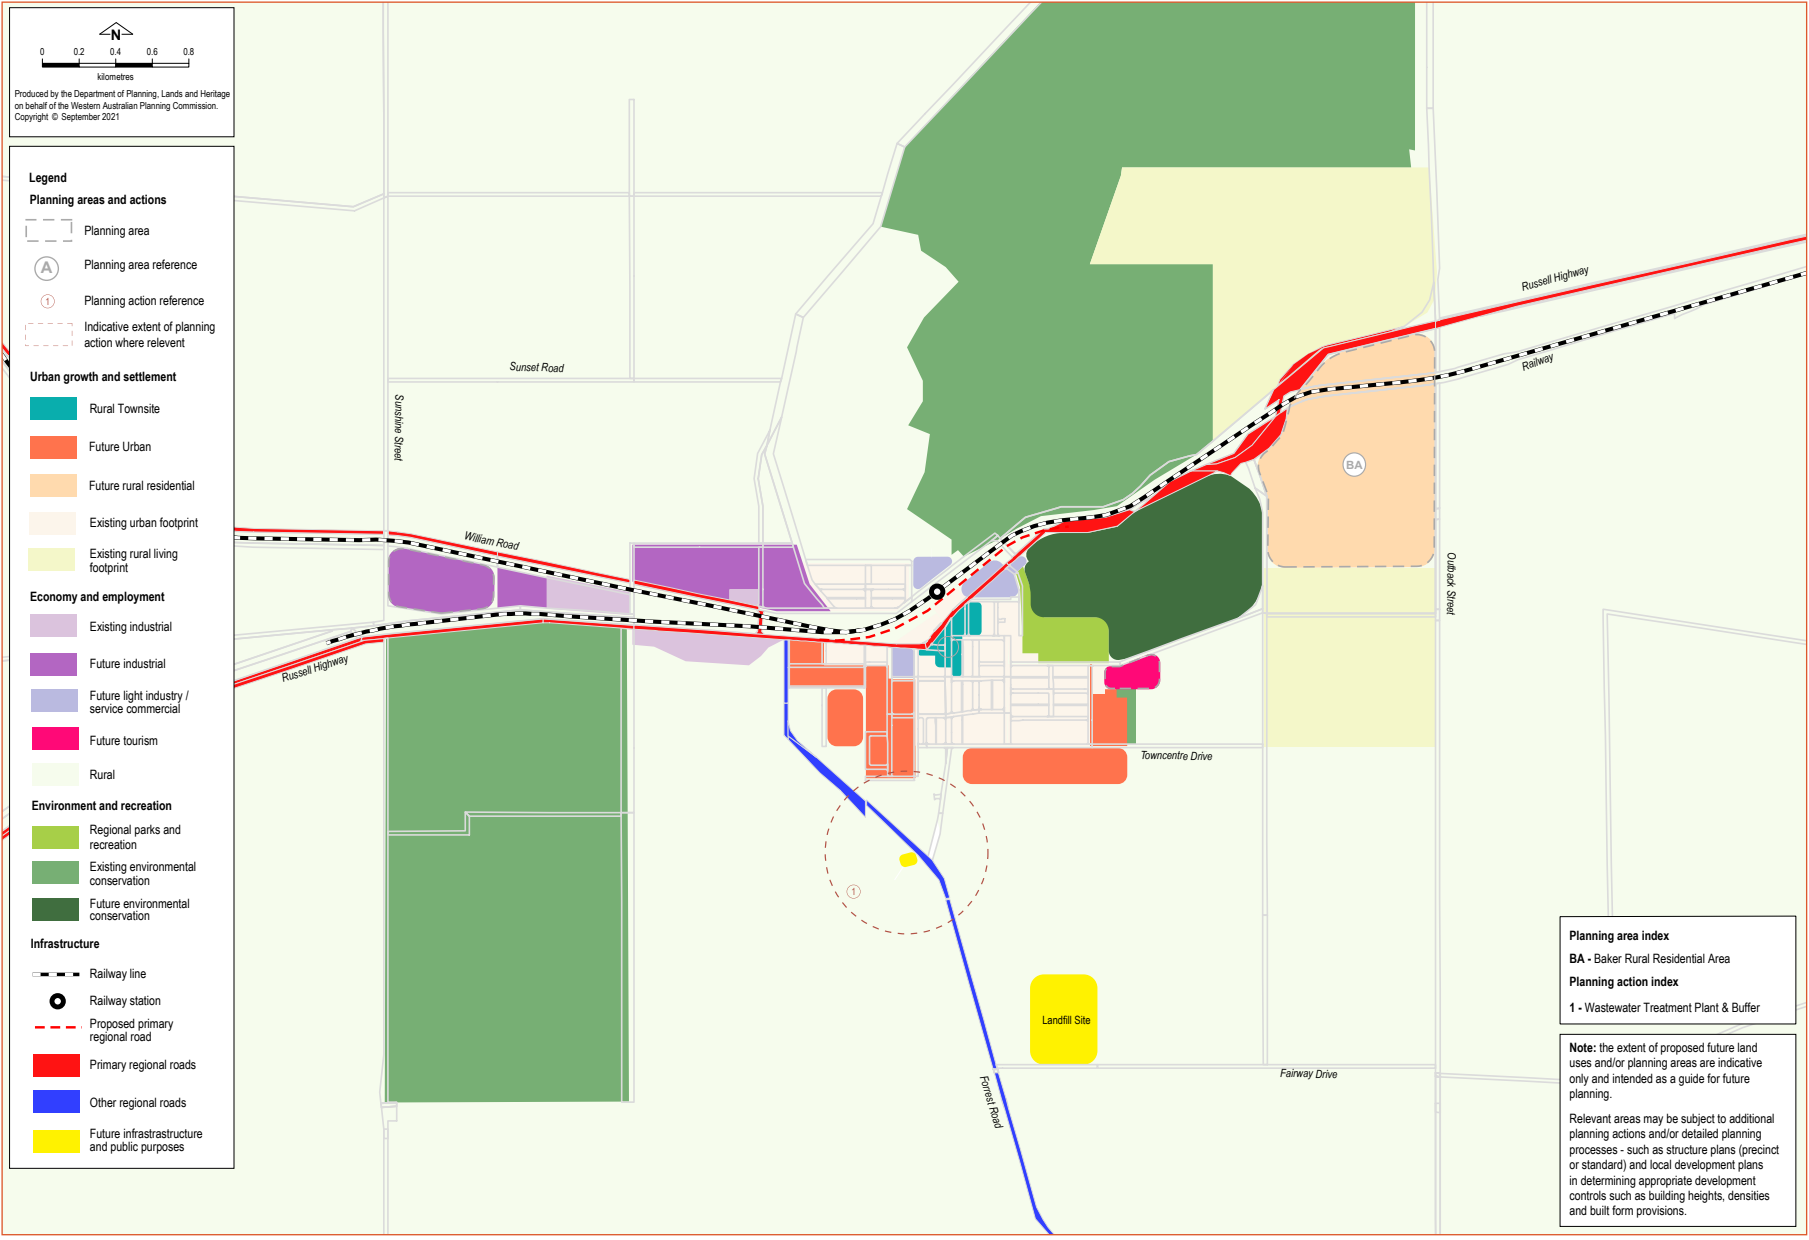 N
0 0.2 0.4 0.6 0.8
kilometres
Produced by the Department of Planning, Lands and Heritage
on behalf of the Western Australian Planning Commission.
Copyright © September 2021
Legend
Planning areas and actions
Planning area
A
Planning area reference
1
Planning action reference
Indicative extent of planning
action where relevent
Urban growth and settlement
Rural Townsite
Future Urban
Future rural residential
Existing urban footprint
Existing rural living
footprint
Economy and employment
Existing industrial
Future industrial
Future light industry /
service commercial
Future tourism
Rural
Environment and recreation
Regional parks and
recreation
Existing environmental
conservation
Future environmental
conservation
Infrastructure
Railway line
Railway station
Proposed primary
regional road
Primary regional roads
Other regional roads
Future infrastrastructure
and public purposes
Sunset Road
Sunshine Street
William Road
Russell Highway
Russell Highway
Railway
BA
Outback Street
Towncentre Drive
1
Landfill Site
Forrest Road
Fairway Drive
Planning area index
BA - Baker Rural Residential Area
Planning action index
1 - Wastewater Treatment Plant & Buffer
Note: the extent of proposed future land
uses and/or planning areas are indicative
only and intended as a guide for future
planning.
Relevant areas may be subject to additional
planning actions and/or detailed planning
processes - such as structure plans (precinct
or standard) and local development plans
in determining appropriate development
controls such as building heights, densities
and built form provisions.